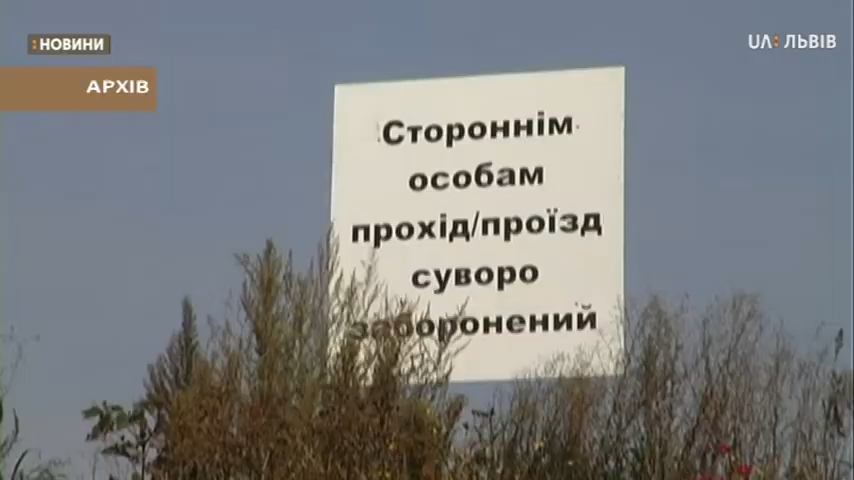 НОВИНИ
UA: ЛЬВІВ
АРХІВ
Стороннім
особам
прохід/проїзд
суворо
заборонений